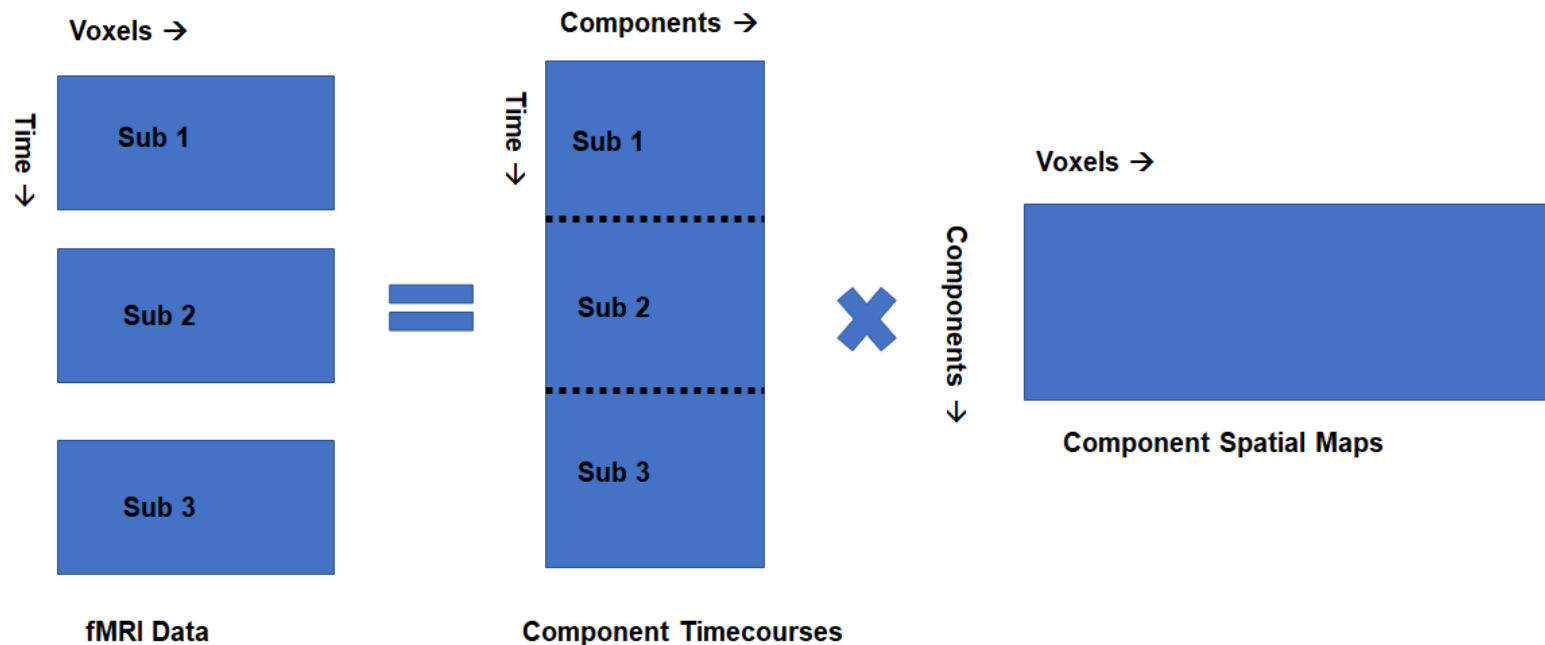 Voxels →
Time →
Sub 1
Sub 2
Sub 3
fMRI Data
Components →
Time →
Sub 1
Sub 2
Sub 3
Component Timecourses
Voxels →
Components →
Component Spatial Maps